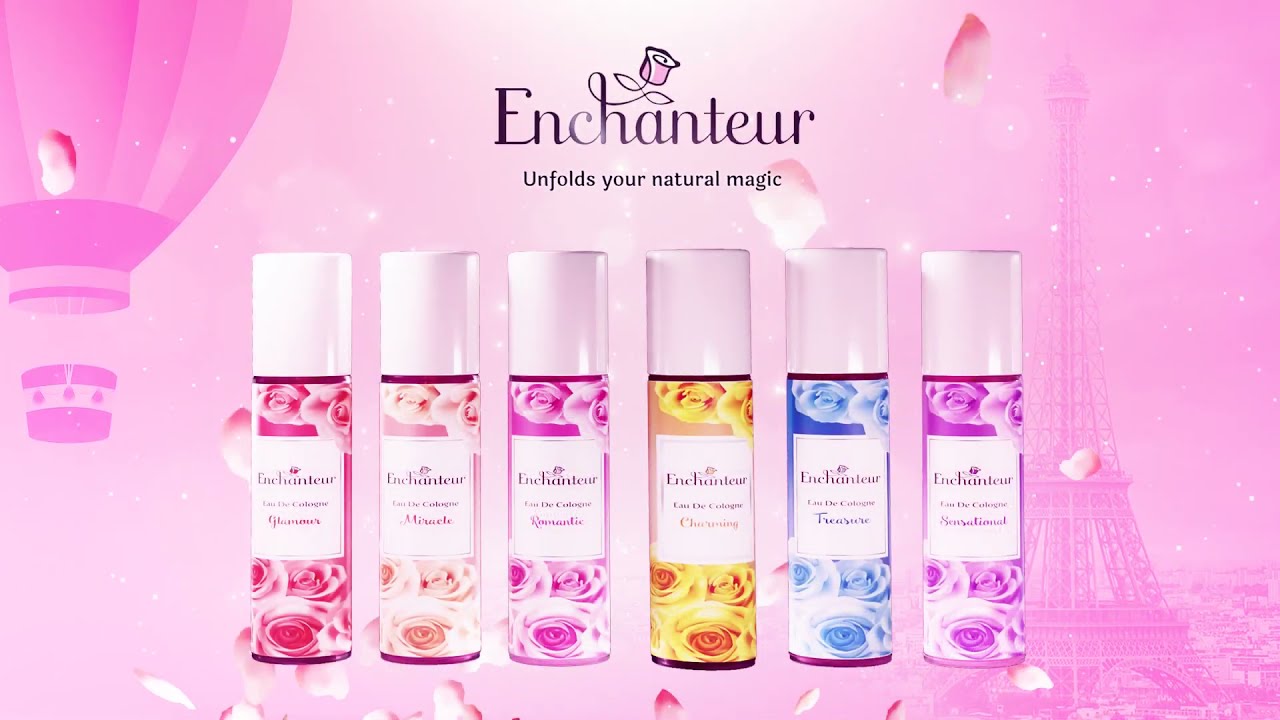 Enchanteur
Unfolds your natural magic
Enchanteur
Eau De Cologne
Glamour
Enchanteur
Eau De Cologne
Miracle
Enchanteur
Eau De Cologne
Romantic
Enchanteur
Eau De Cologne
Charming
Enchanteur
Eau De Cologne
Treasure
Enchanteur
Eau De Cologne
Sensational